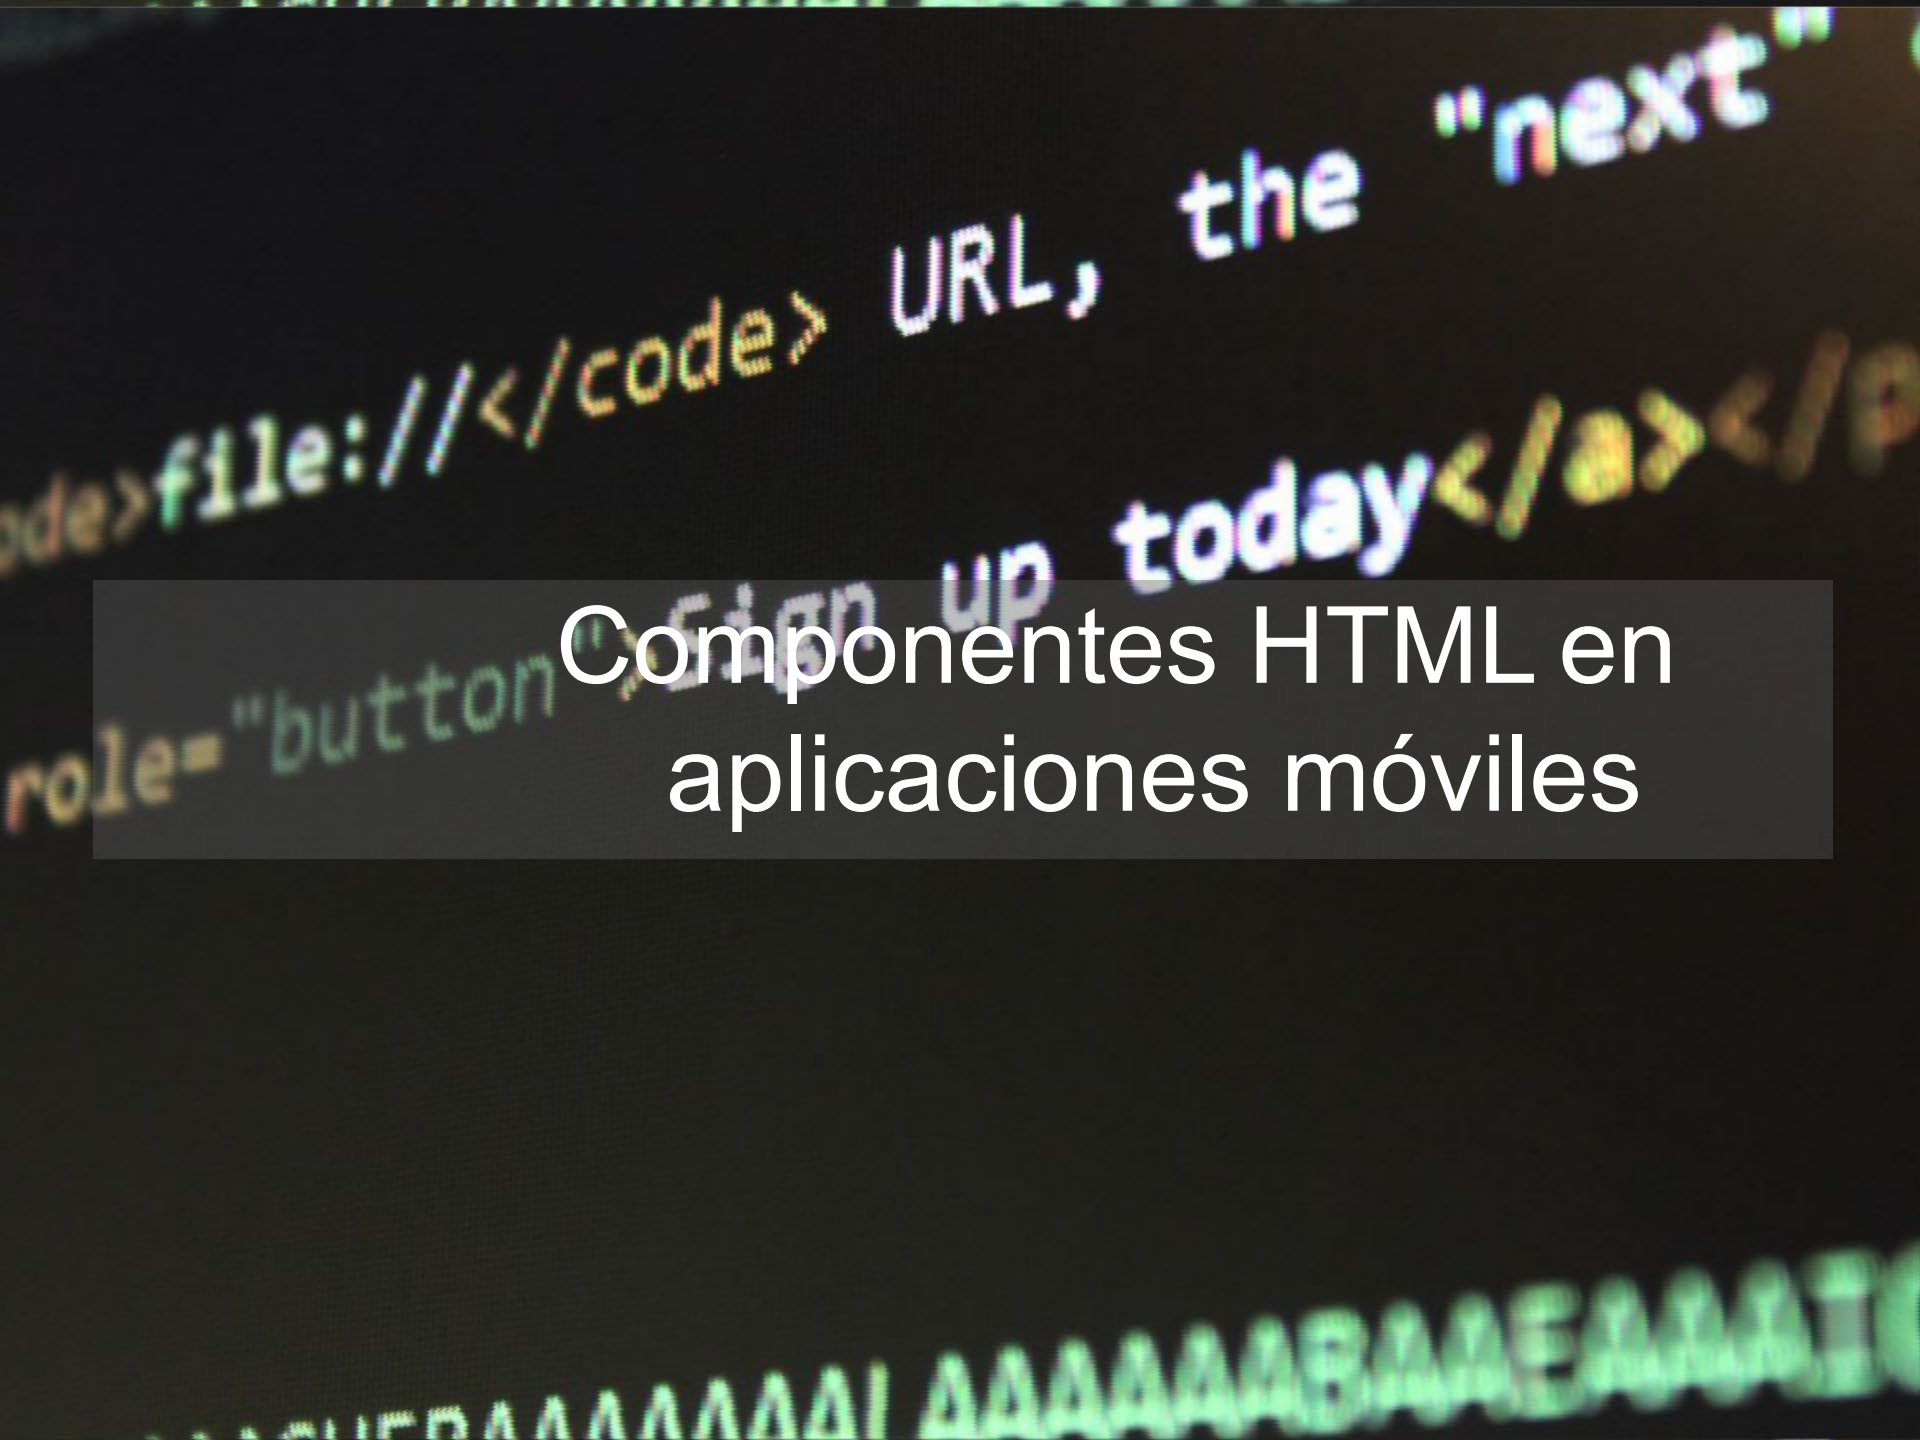 "next"
ode>file://</code> URL, the
role="button">Sign up today</a></p
Componentes HTML en
aplicaciones móviles